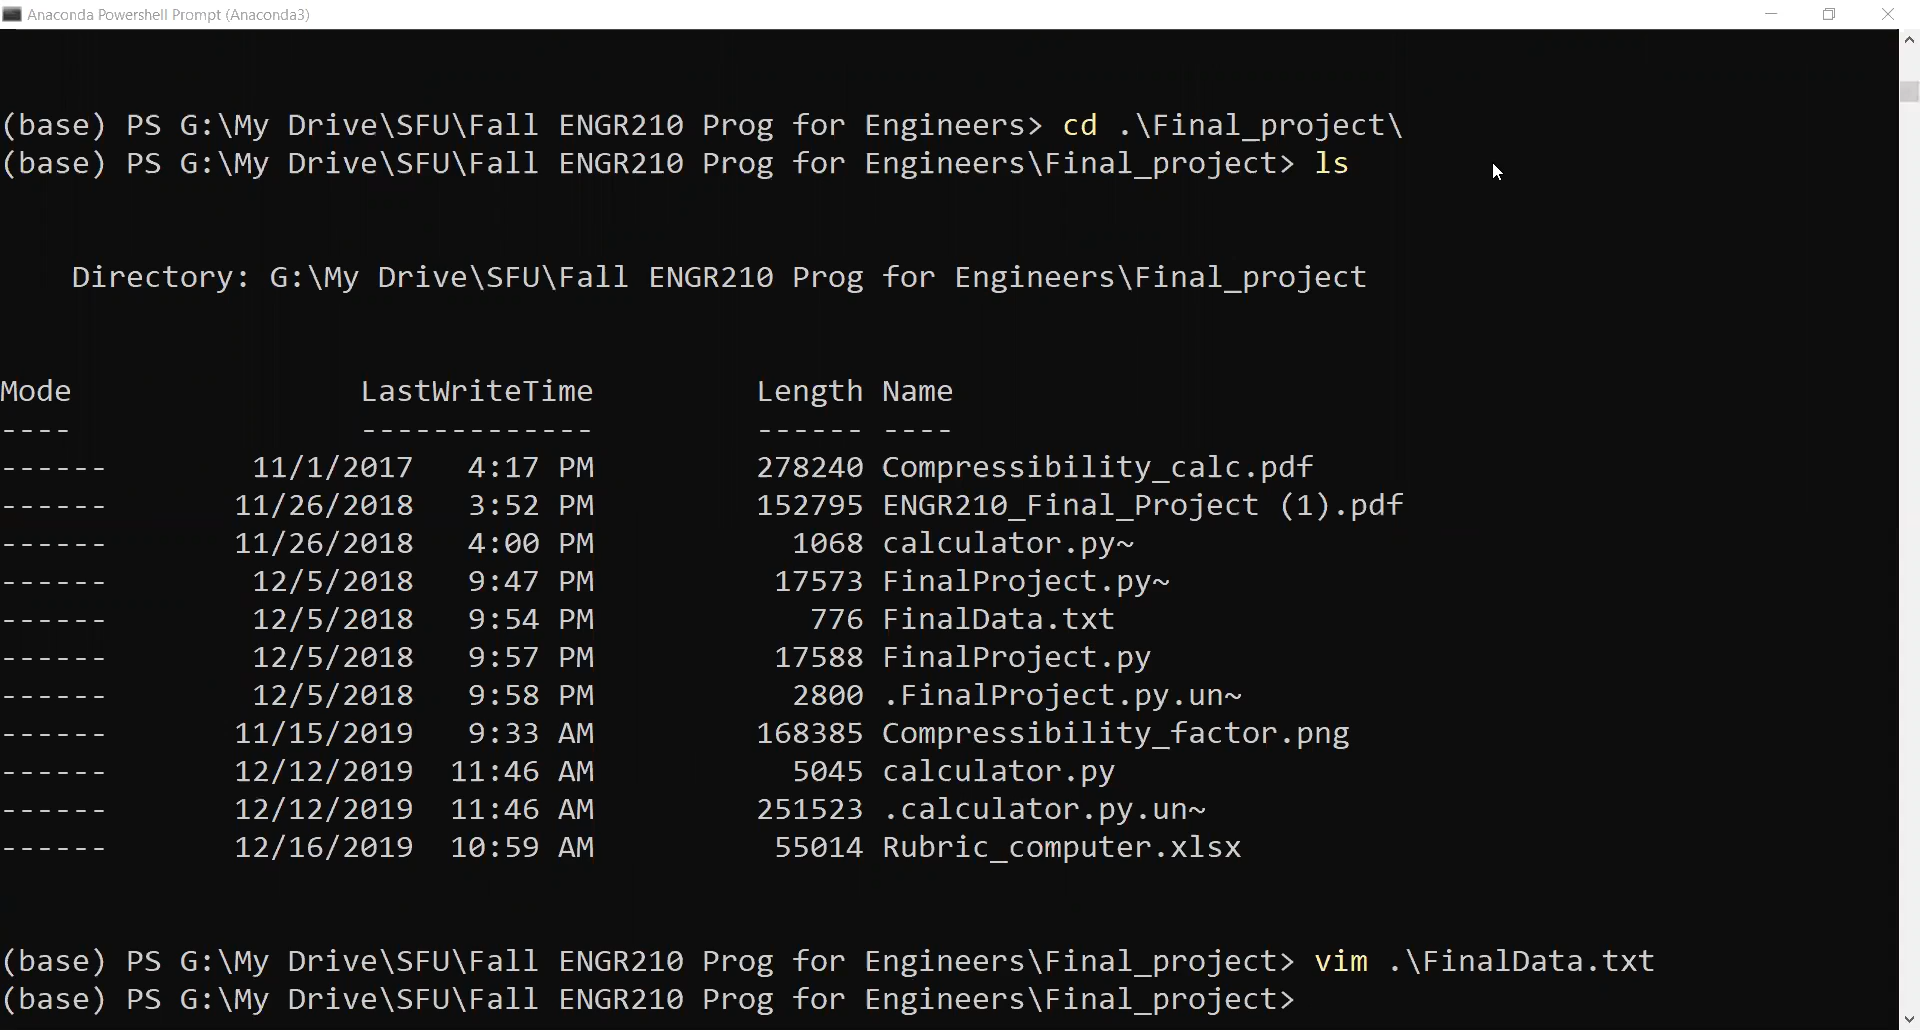 Anaconda Powershell Prompt (Anaconda3)
(base) PS G:\My Drive\SFU\Fall ENGR210 Prog for Engineers> cd .\Final_project\
(base) PS G:\My Drive\SFU\Fall ENGR210 Prog for Engineers\Final_project> ls
Directory: G:\My Drive\SFU\Fall ENGR210 Prog for Engineers\Final_project
Mode                LastWriteTime         Length Name
----                -------------         ------ ----
------        11/1/2017   4:17 PM         278240 Compressibility_calc.pdf
------       11/26/2018   3:52 PM         152795 ENGR210_Final_Project (1).pdf
------       11/26/2018   4:00 PM           1068 calculator.py~
------        12/5/2018   9:47 PM          17573 FinalProject.py~
------        12/5/2018   9:54 PM            776 FinalData.txt
------        12/5/2018   9:57 PM          17588 FinalProject.py
------        12/5/2018   9:58 PM           2800 .FinalProject.py.un~
------       11/15/2019   9:33 AM         168385 Compressibility_factor.png
------       12/12/2019  11:46 AM           5045 calculator.py
------       12/12/2019  11:46 AM         251523 .calculator.py.un~
------       12/16/2019  10:59 AM          55014 Rubric_computer.xlsx
(base) PS G:\My Drive\SFU\Fall ENGR210 Prog for Engineers\Final_project> vim .\FinalData.txt
(base) PS G:\My Drive\SFU\Fall ENGR210 Prog for Engineers\Final_project>